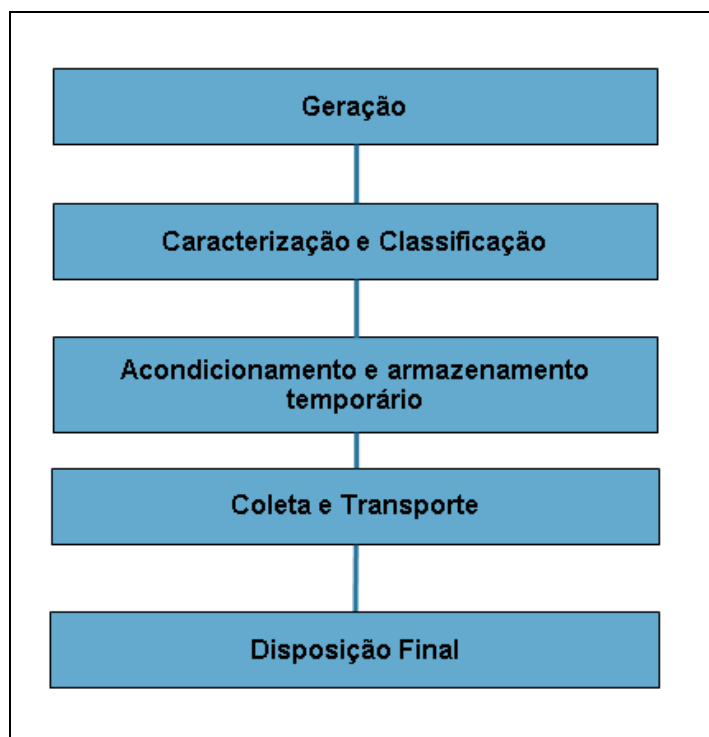 Geração
Caracterização e Classificação
Acondicionamento e armazenamento
temporário
Coleta e Transporte
Disposição Final